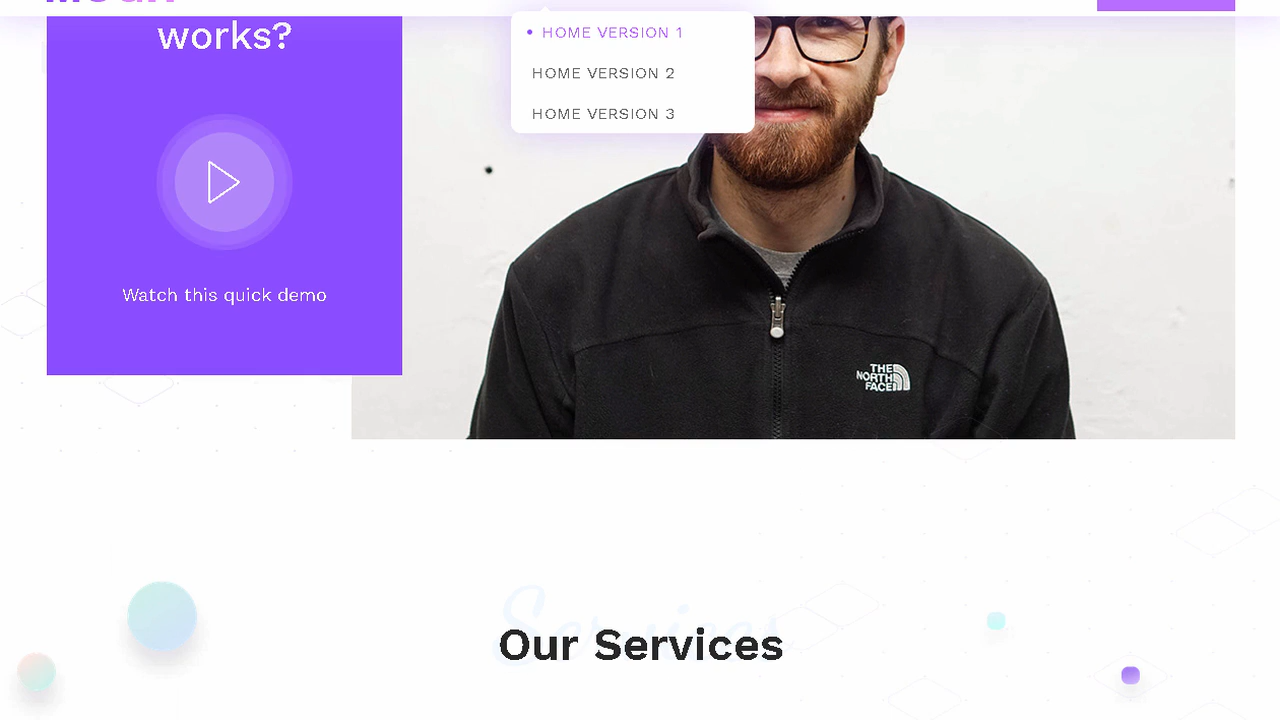 works?
HOME VERSION 1
HOME VERSION 2
HOME VERSION 3
Watch this quick demo
THE
NORTH
FACE
Services
Our Services